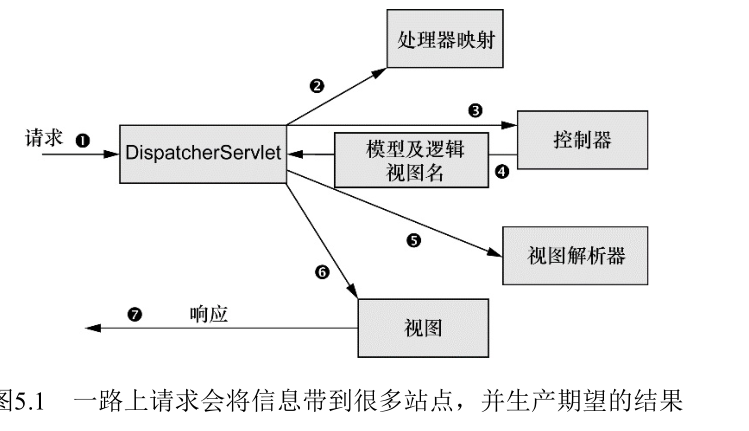 处理器映射
❷
❸
请求 ❶
DispatcherServlet
模型及逻辑
视图名
控制器
❹
❺
视图解析器
❻
❼ 响应
视图
图5.1 一路上请求会将信息带到很多站点，并生产期望的结果